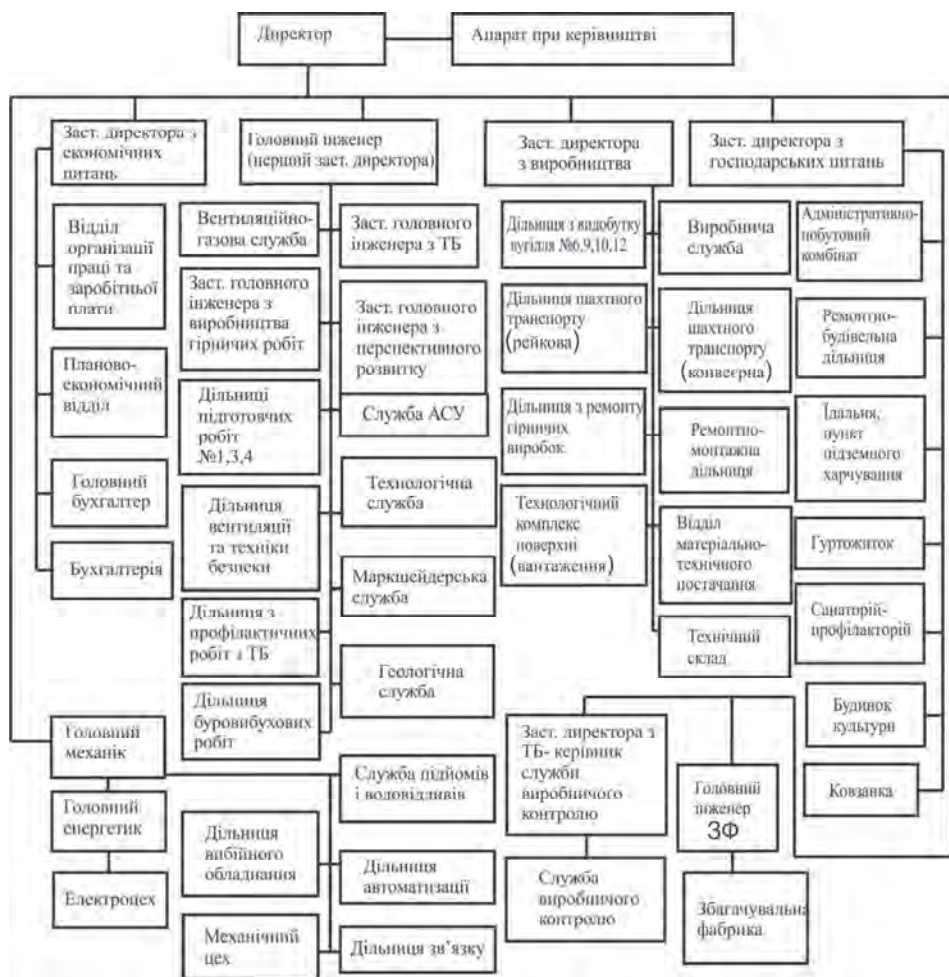 Директор
Апарат при керівництві
Заст. директора з
економічних
питань
Головний інженер
(перший заст. директора)
Заст. директора
з виробництва
Заст. директора з
господарських питань
Відділ
організації
праці та
заробітної
плати
Планово-
економічний
відділ
Головний
бухгалтер
Бухгалтерія
Вентиляційно-
газова служба
Заст. головного
інженера з
виробництва
гірничих робіт
Дільниці
підготовчих
робіт
№1,3,4
Дільниця
вентиляції
та техніки
безпеки
Дільниця з
профілактичних
робіт з ТБ
Дільниця
буровибухових
робіт
Заст. головного
інженера з ТБ
Заст. головного
інженера з
перспективного
розвитку
Служба АСУ
Технологічна
служба
Маркшейдерська
служба
Геологічна
служба
Дільниця з видобутку
вугілля №6,9,10,12
Дільниця шахтного
транспорту
(рейкова)
Дільниця з ремонту
гірничих
виробок
Технологічний
комплекс
поверхні
(вантаження)
Виробнича
служба
Дільниця
шахтного
транспорту
(конвеєрна)
Ремонтно-
монтажна
дільниця
Відділ
матеріально-
технічного
постачання
Технічний
склад
Адміністративно-
побутовий
комбінат
Ремонтно-
будівельна
дільниця
Їдальня,
пункт
підземного
харчування
Гуртожиток
Санаторій-
профілакторій
Будинок
культури
Ковзанка
Головний
механік
Головний
енергетик
Електроцех
Служба підйомів
і водовідливів
Дільниця
вибійного
обладнання
Дільниця
автоматизації
Механічний
цех
Дільниця зв’язку
Заст. директора з
ТБ- керівник
служби
виробничого
контролю
Служба
виробничого
контролю
Головний
інженер
ЗФ
Збагачувальна
фабрика